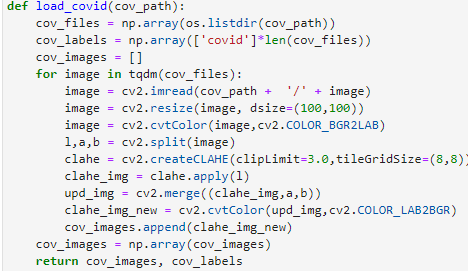 def load_covid(cov_path):
    cov_files = np.array(os.listdir(cov_path))
    cov_labels = np.array(['covid']*len(cov_files))
    cov_images = []
    for image in tqdm(cov_files):
        image = cv2.imread(cov_path +  '/' + image)
        image = cv2.resize(image, dsize=(100,100))
        image = cv2.cvtColor(image,cv2.COLOR_BGR2LAB)
        l,a,b = cv2.split(image)
        clahe = cv2.createCLAHE(clipLimit=3.0,tileGridSize=(8,8))
        clahe_img = clahe.apply(l)
        upd_img = cv2.merge((clahe_img,a,b))
        clahe_img_new = cv2.cvtColor(upd_img,cv2.COLOR_LAB2BGR)
        cov_images.append(clahe_img_new)
    cov_images = np.array(cov_images)
    return cov_images, cov_labels